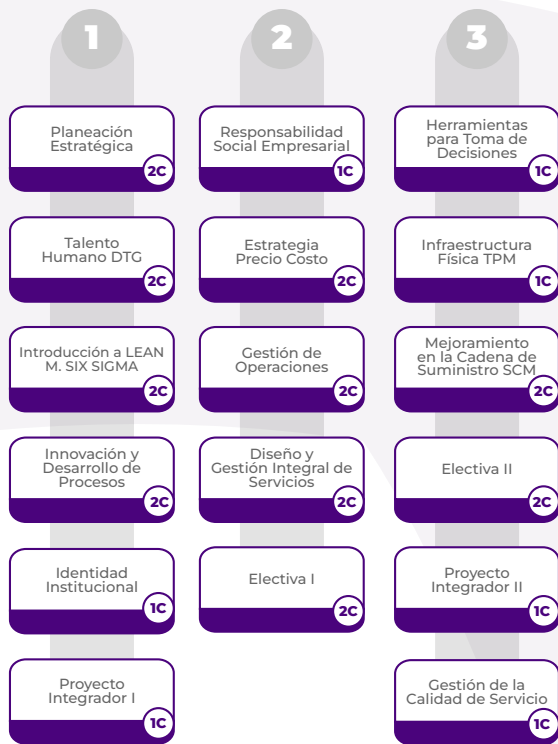 1
Planeación
Estratégica
2C
Talento
Humano DTG
2C
Introducción a LEAN
M. SIX SIGMA
2C
Innovación y
Desarrollo de
Procesos
2C
Identidad
Institucional
1C
Proyecto
Integrador I
1C
2
Responsabilidad
Social Empresarial
1C
Estrategia
Precio Costo
2C
Gestión de
Operaciones
2C
Diseño y
Gestión Integral de
Servicios
2C
Electiva I
2C
3
Herramientas
para Toma de
Decisiones
1C
Infraestructura
Física TPM
1C
Mejoramiento
en la Cadena de
Suministro SCM
2C
Electiva II
2C
Proyecto
Integrador II
1C
Gestión de la
Calidad de Servicio
1C